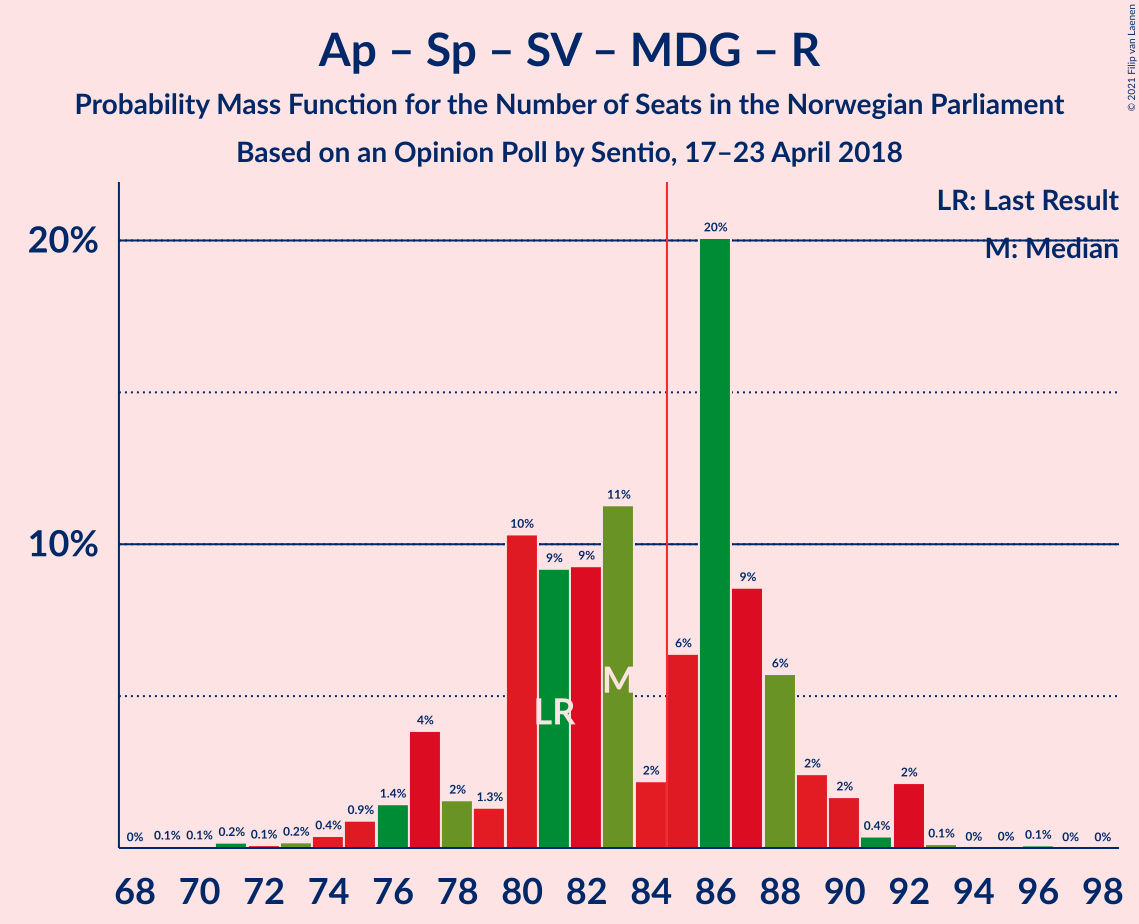 Ap – Sp – SV – MDG – R
Probability Mass Function for the Number of Seats in the Norwegian Parliament
Based on an Opinion Poll by Sentio, 17–23 April 2018
© 2021 Filip van Laenen
LR: Last Result
M: Median
20%
10%
0% 0.1% 0.1% 0.2% 0.1% 0.2% 0.4% 0.9% 1.4% 4% 2% 1.3% 10% 9% 9% 11% 2% 6% 20% 9% 6% 2% 2% 0.4% 2% 0.1% 0% 0% 0.1% 0% 0%
LR
M
68 70 72 74 76 78 80 82 84 86 88 90 92 94 96 98